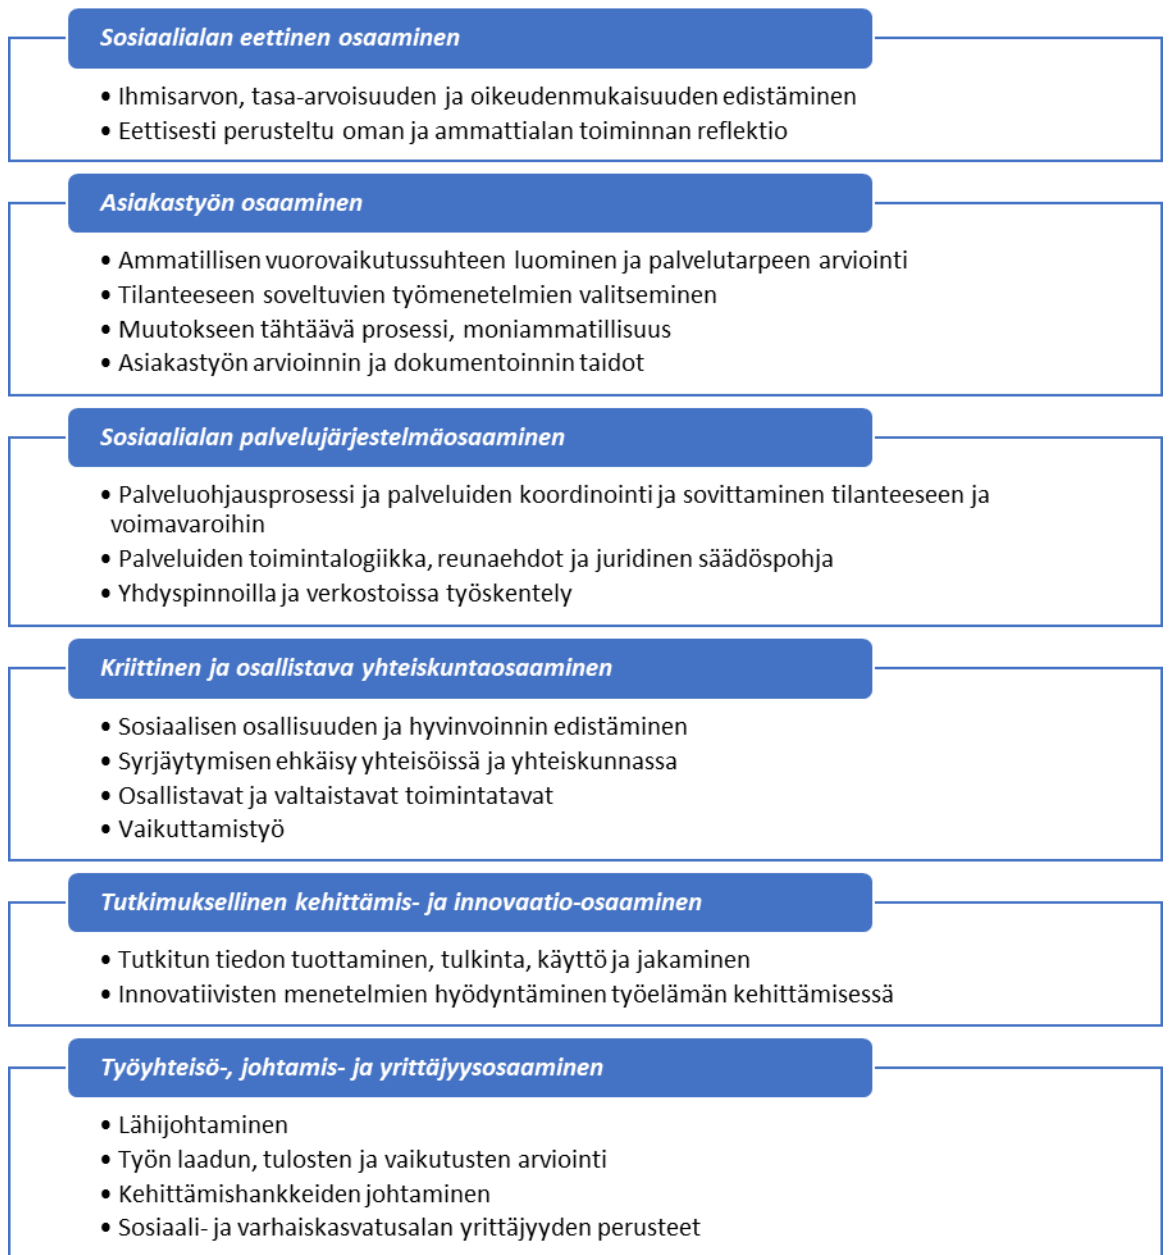 Sosiaalialan eettinen osaaminen
• Ihmisarvon, tasa-arvoisuuden ja oikeudenmukaisuuden edistäminen
• Eettisesti perusteltu oman ja ammattialan toiminnan reflektio
Asiakastyön osaaminen
• Ammatillisen vuorovaikutussuhteen luominen ja palvelutarpeen arviointi
• Tilanteeseen soveltuvien työmenetelmien valitseminen
• Muutokseen tähtäävä prosessi, moniammatillisuus
• Asiakastyön arvioinnin ja dokumentoinnin taidot
Sosiaalialan palvelujärjestelmäosaaminen
• Palveluohjausprosessi ja palveluiden koordinointi ja sovittaminen tilanteeseen ja
voimavaroihin
• Palveluiden toimintalogiikka, reunaehdot ja juridinen säädöspohja
• Yhdyspinnoilla ja verkostoissa työskentely
Kriittinen ja osallistava yhteiskuntaosaaminen
• Sosiaalisen osallisuuden ja hyvinvoinnin edistäminen
• Syrjäytymisen ehkäisy yhteisöissä ja yhteiskunnassa
• Osallistavat ja valtaistavat toimintatavat
• Vaikuttamistyö
Tutkimuksellinen kehittämis- ja innovaatio-osaaminen
• Tutkitun tiedon tuottaminen, tulkinta, käyttö ja jakaminen
• Innovatiivisten menetelmien hyödyntäminen työelämän kehittämisessä
Työyhteisö-, johtamis- ja yrittäjyysosaaminen
• Lähijohtaminen
• Työn laadun, tulosten ja vaikutusten arviointi
• Kehittämishankkeiden johtaminen
• Sosiaali- ja varhaiskasvatusalan yrittäjyyden perusteet